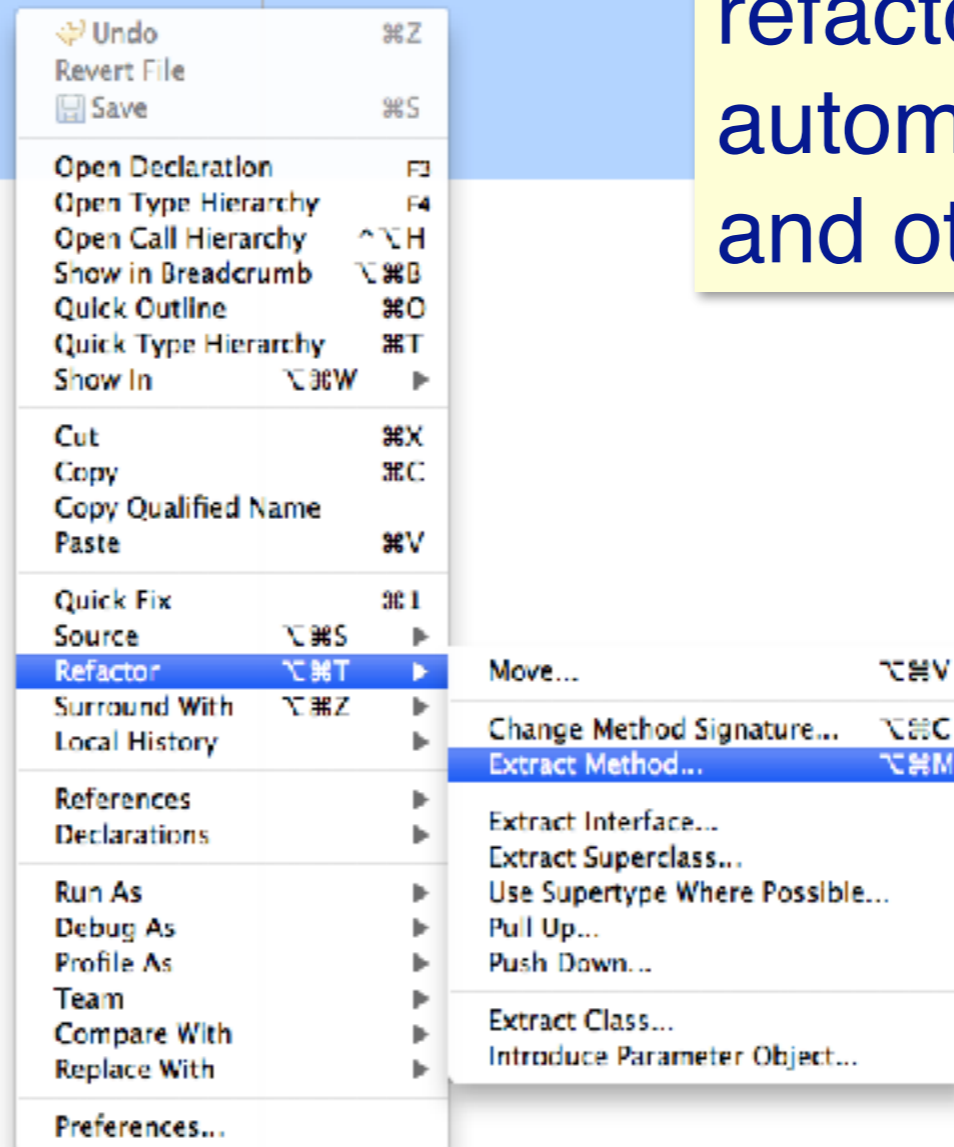 Undo ⌘Z
Revert File
Save ⌘S
Open Declaration F3
Open Type Hierarchy F4
Open Call Hierarchy ^⌥H
Show in Breadcrumb ⌥⌘B
Quick Outline ⌘O
Quick Type Hierarchy ⌘T
Show In ⌥⌘W ▶
Cut ⌘X
Copy ⌘C
Copy Qualified Name
Paste ⌘V
Quick Fix ⌘1
Source ⌥⌘S ▶
Refactor ⌥⌘T ▶
Surround With ⌥⌘Z ▶
Local History ▶
References ▶
Declarations ▶
Run As ▶
Debug As ▶
Profile As ▶
Team ▶
Compare With ▶
Replace With ▶
Preferences...
Move... ⌥⌘V
Change Method Signature... ⌥⌘C
Extract Method... ⌥⌘M
Extract Interface...
Extract Superclass...
Use Supertype Where Possible...
Pull Up...
Push Down...
Extract Class...
Introduce Parameter Object...
and